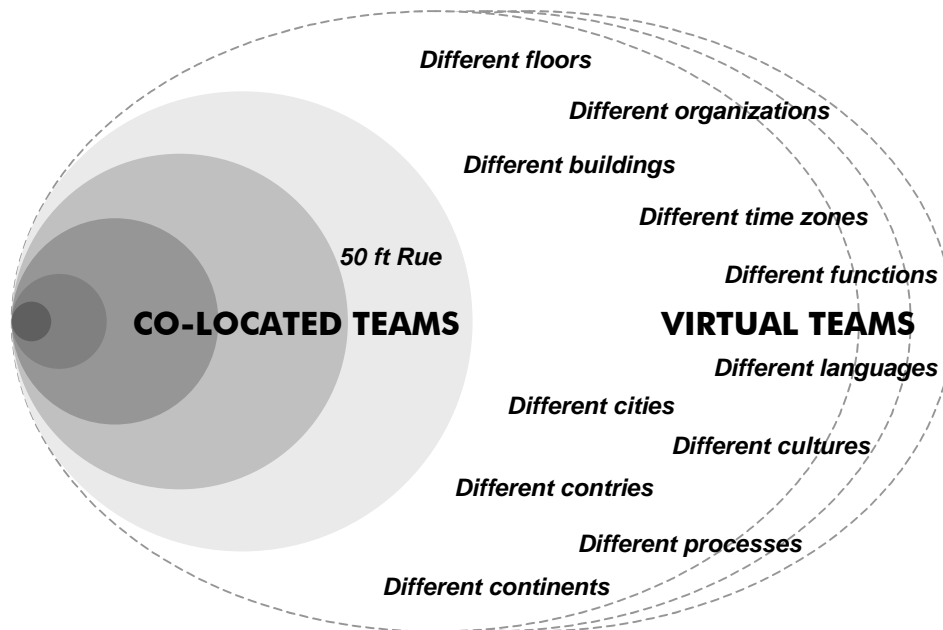 Different floors
Different organizations
Different buildings
Different time zones
50 ft Rue
Different functions
CO-LOCATED TEAMS
VIRTUAL TEAMS
Different languages
Different cities
Different cultures
Different contries
Different processes
Different continents